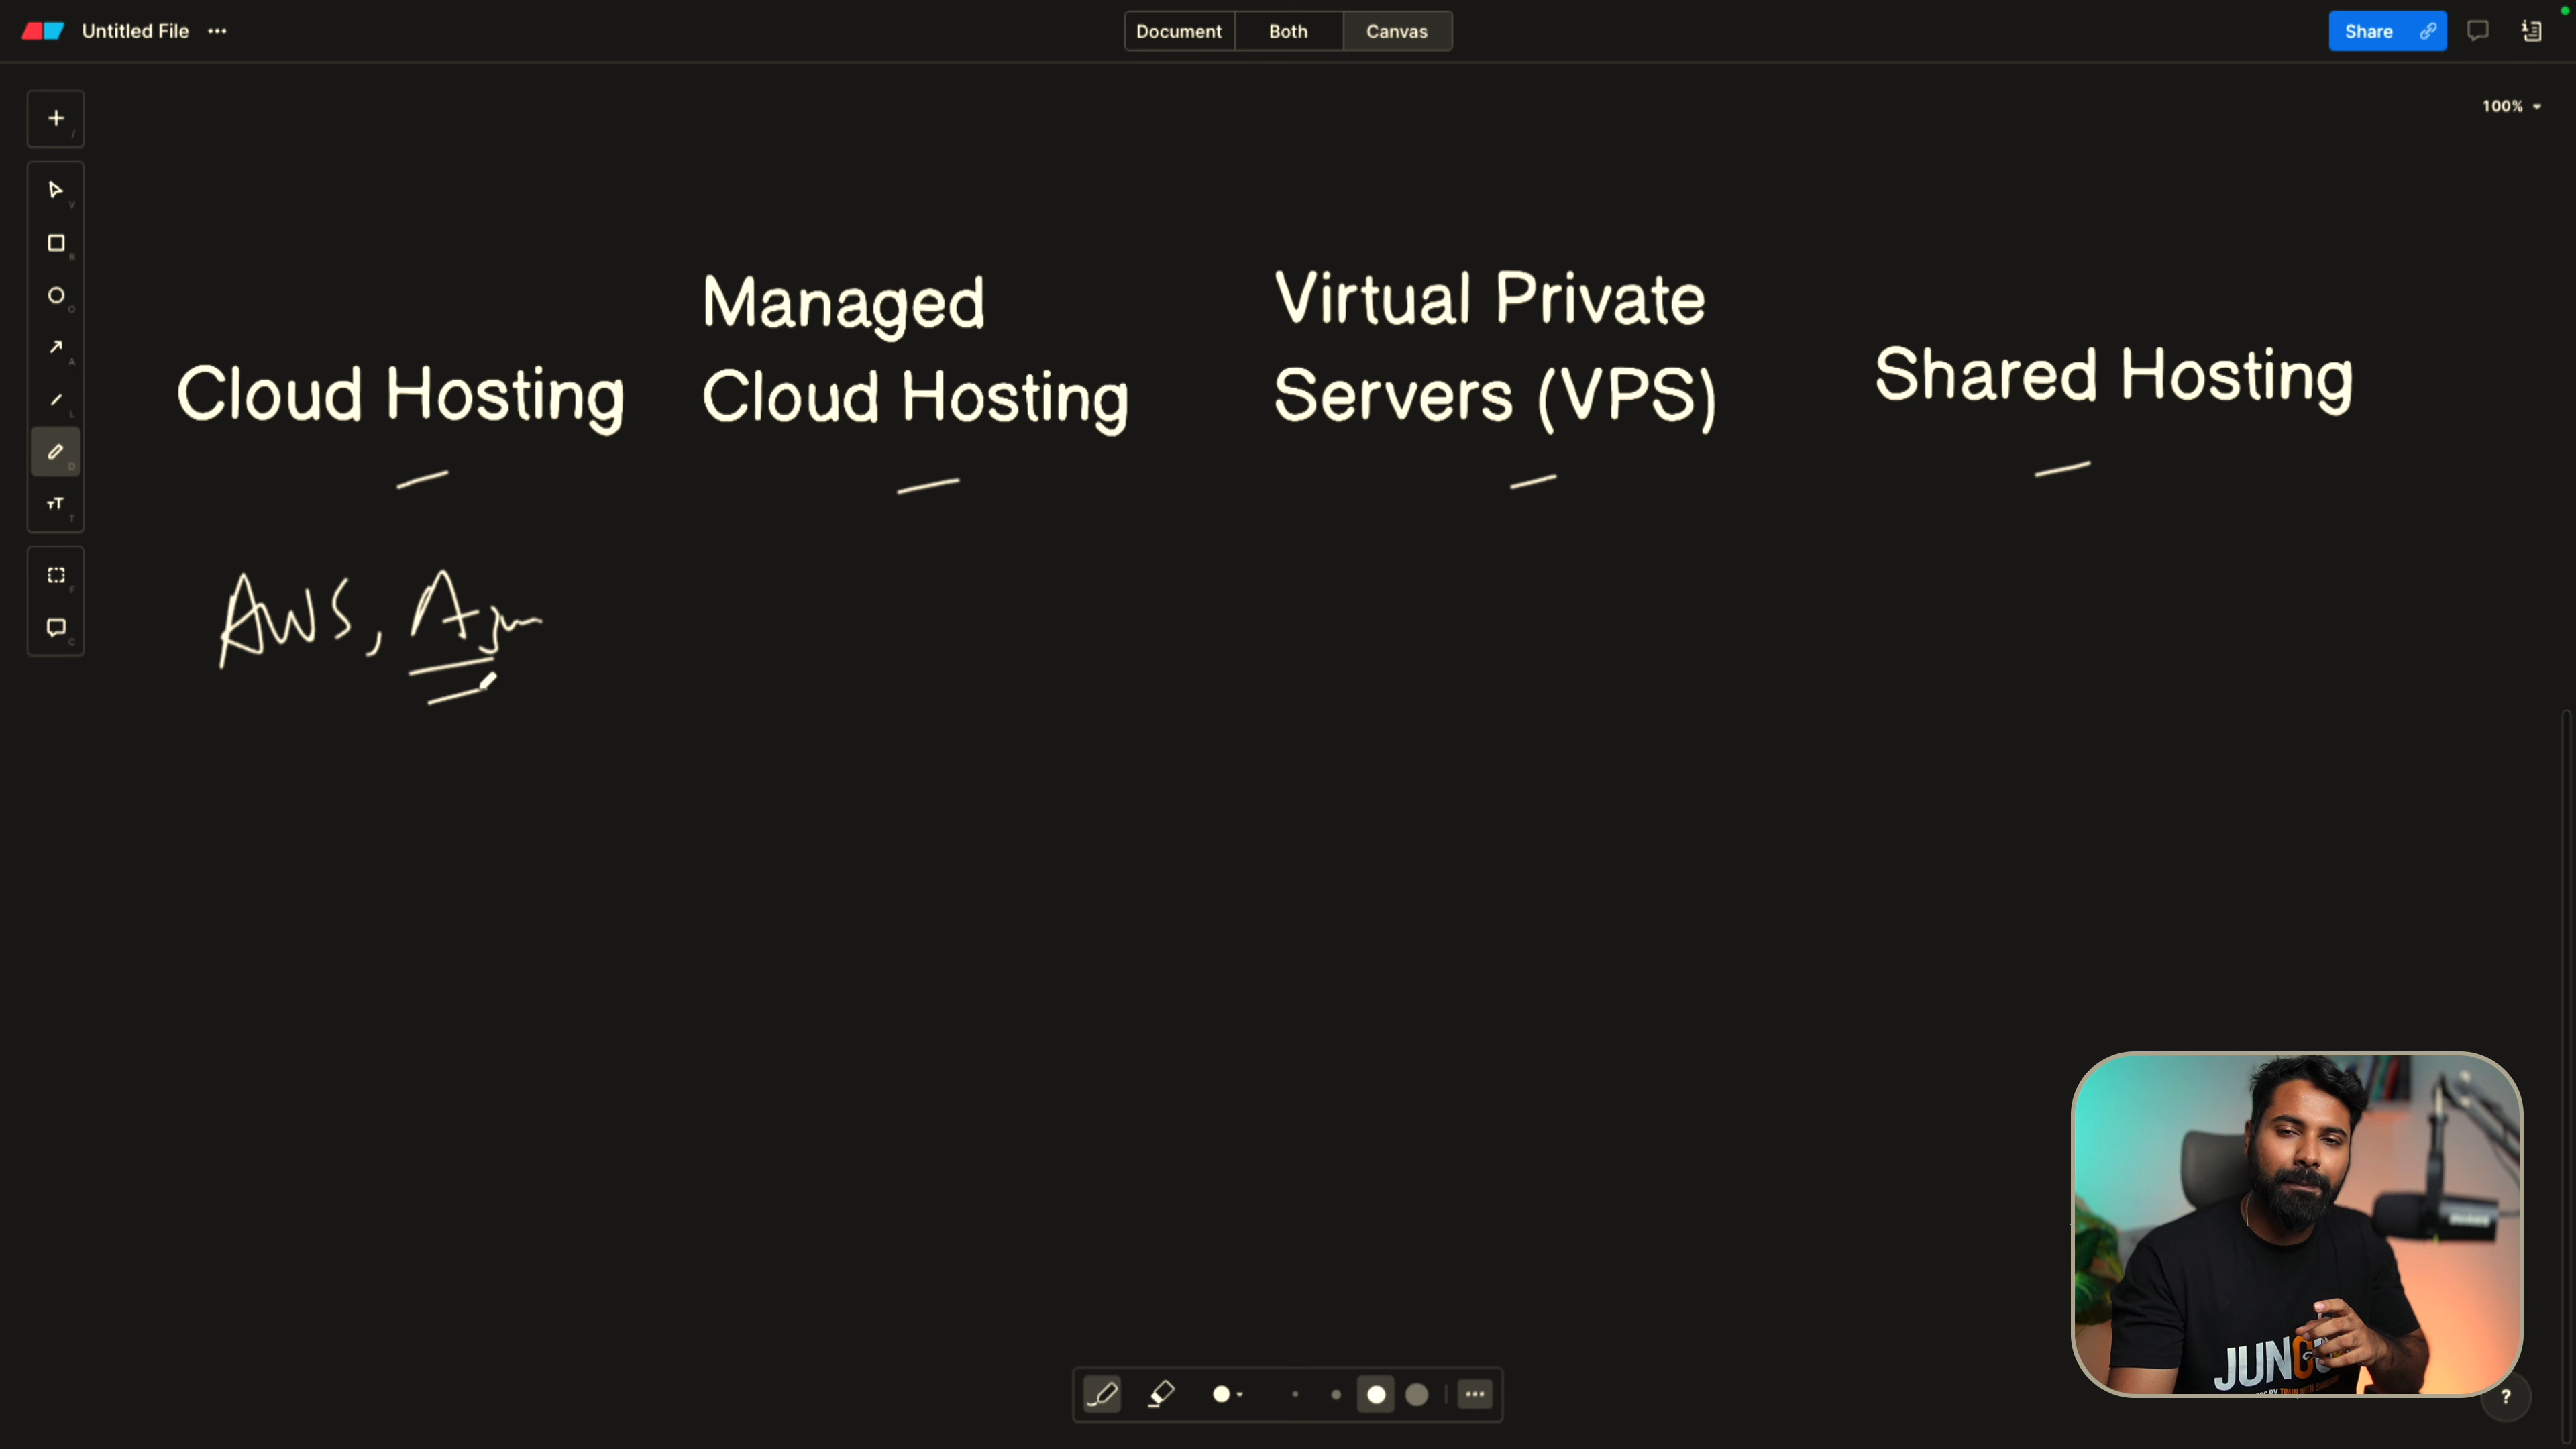 Untitled File ...
Document Both Canvas
Share
100%
/
V
R
O
A
L
D
TT T
F
C
Cloud Hosting
Managed
Cloud Hosting
Virtual Private
Servers (VPS)
Shared Hosting
AWS,
?